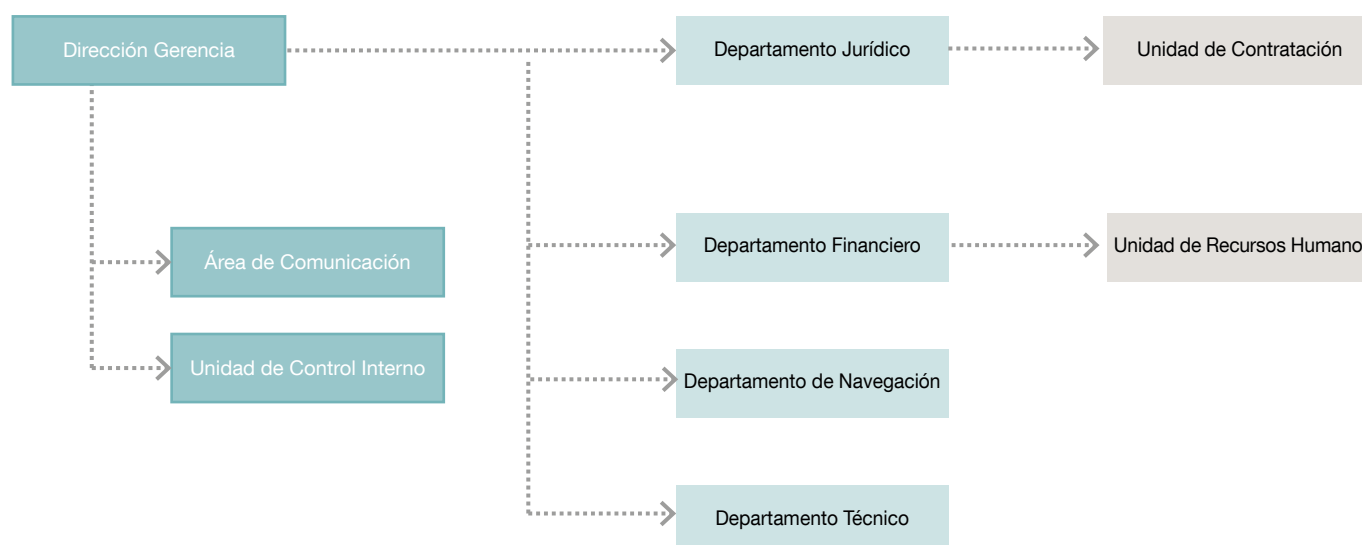 Dirección Gerencia
Departamento Jurídico
Unidad de Contratación
Departamento Financiero
Unidad de Recursos Humano
Área de Comunicación
Unidad de Control Interno
Departamento de Navegación
Departamento Técnico